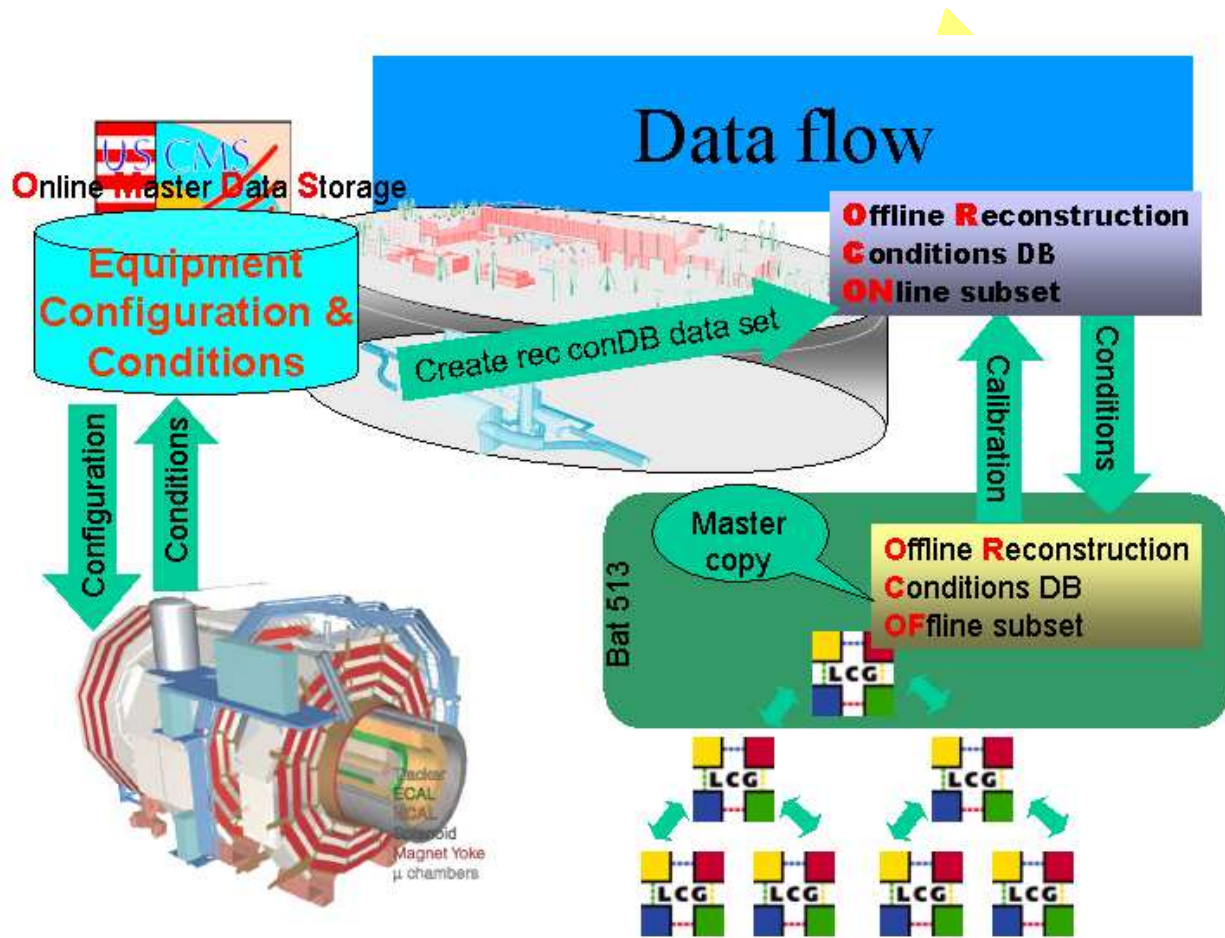 Data flow
US CMS
Online Master Data Storage
Equipment
Configuration &
Conditions
Offline Reconstruction
Conditions DB
ONline subset
Create rec conDB data set
Configuration
Conditions
Calibration
Conditions
Master
copy
Offline Reconstruction
Conditions DB
OFfline subset
Bat 513
LCG
LCG
LCG
Tracker
ECAL
HCAL
Solenoid
Magnet Yoke
μ chambers
LCG
LCG
LCG
LCG